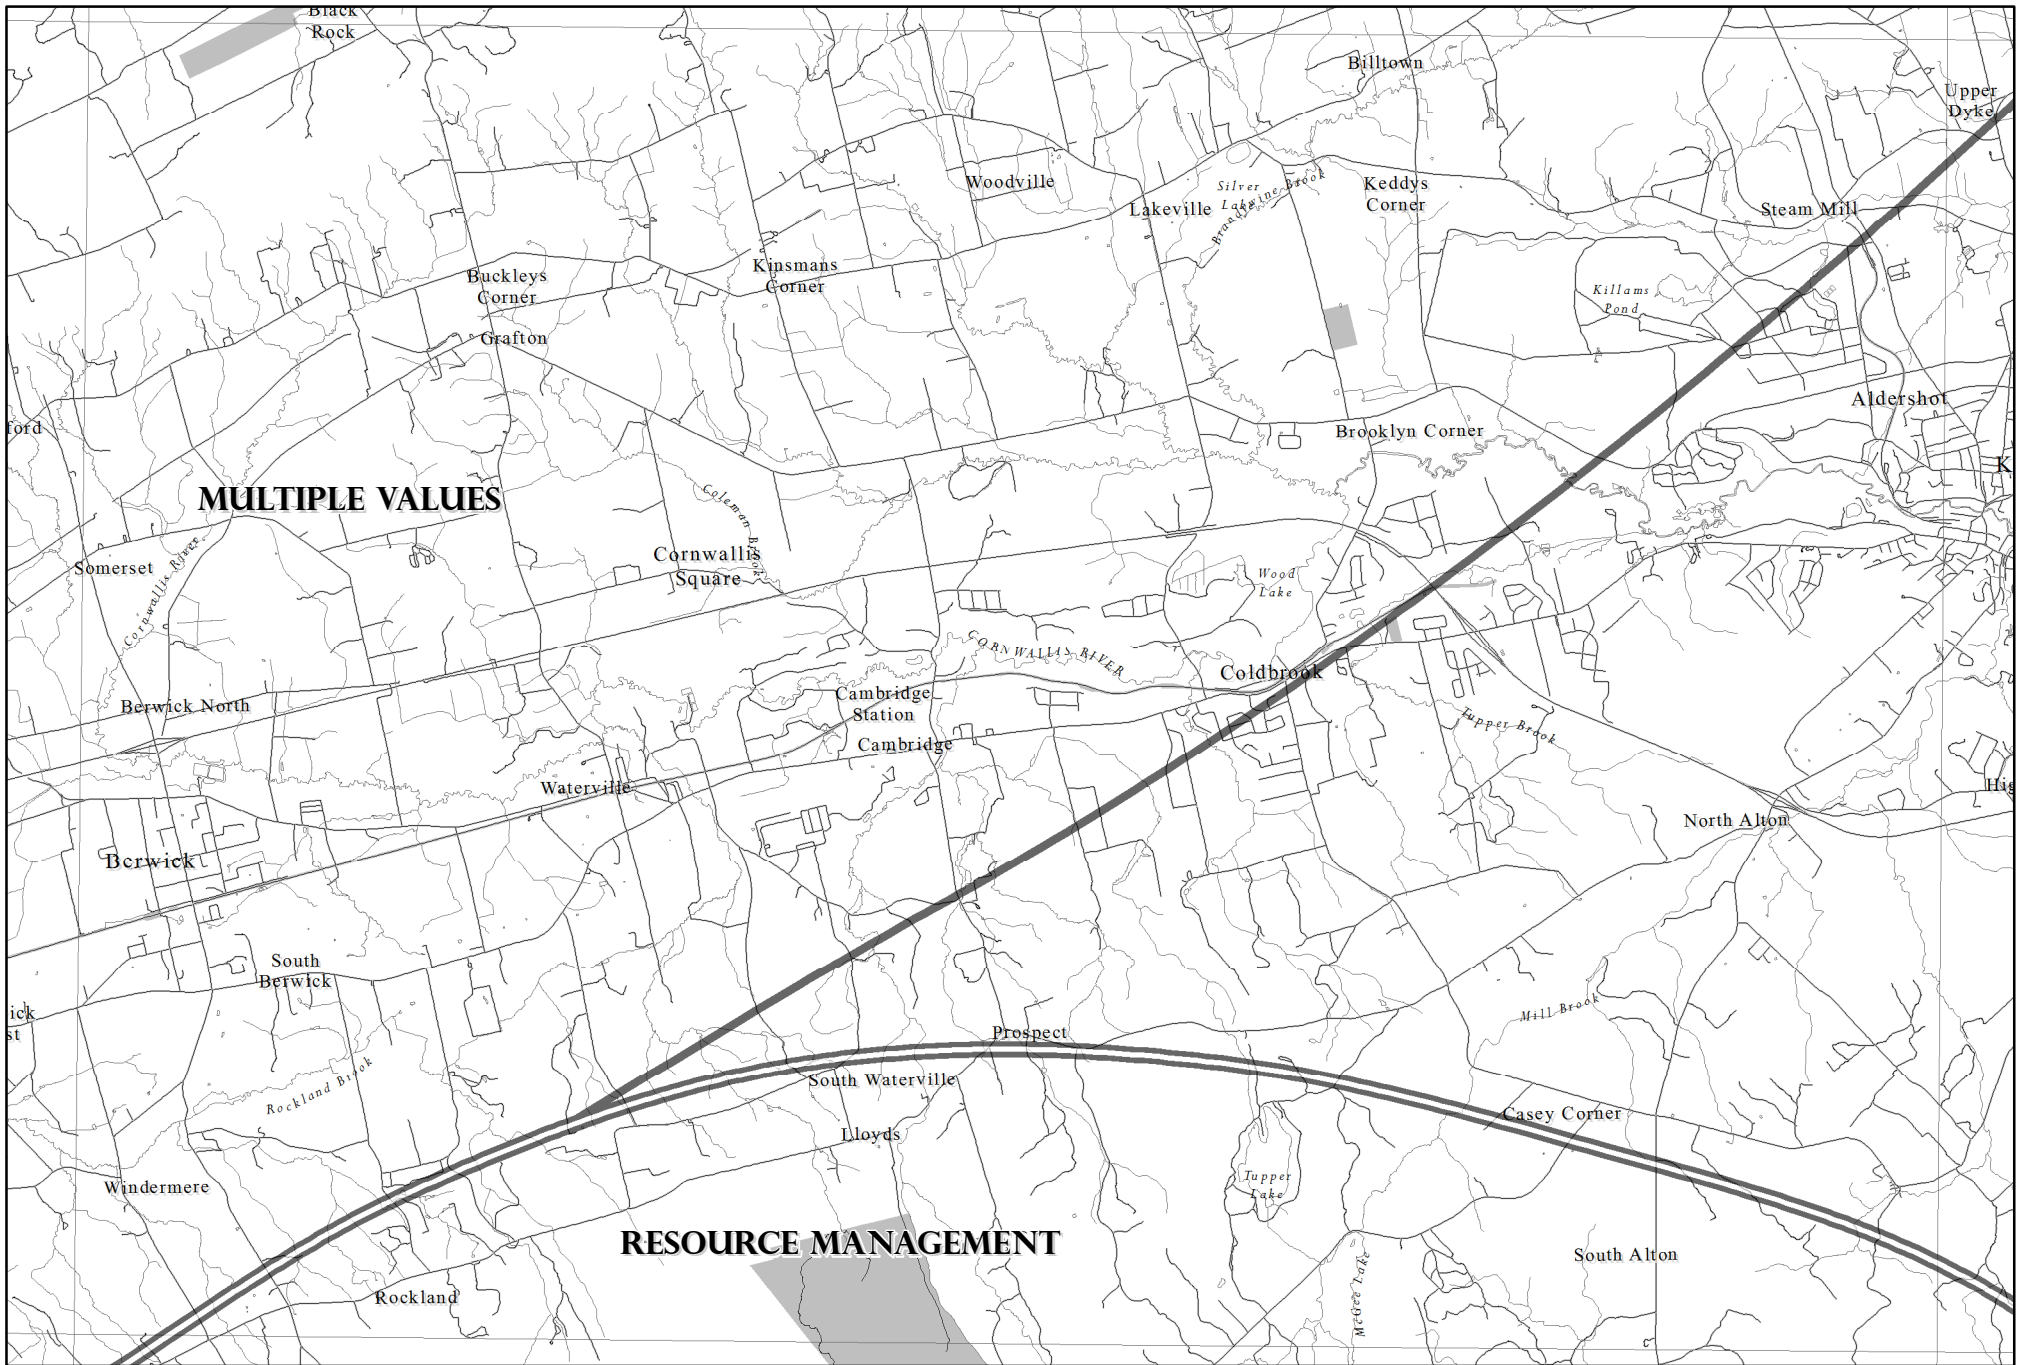 Black
Rock
Billtown
Upper
Dyke
Woodville
Silver
Lake
Brandywine Brook
Keddys
Corner
Lakeville
Steam Mill
Kinsmans
Corner
Buckleys
Corner
Killams
Pond
Grafton
Aldershot
ford
Brooklyn Corner
K
MULTIPLE VALUES
Coleman Brook
Cornwallis
Square
Somerset
Cornwallis River
Wood
Lake
CORNWALLIS RIVER
Coldbrook
Cambridge
Station
Berwick North
Tupper Brook
Cambridge
Waterville
Hig
North Alton
Berwick
South
Berwick
ick
st
Mill Brook
Prospect
Rockland Brook
South Waterville
Casey Corner
Lloyds
Tupper
Lake
Windermere
RESOURCE MANAGEMENT
South Alton
McGee Lake
Rockland